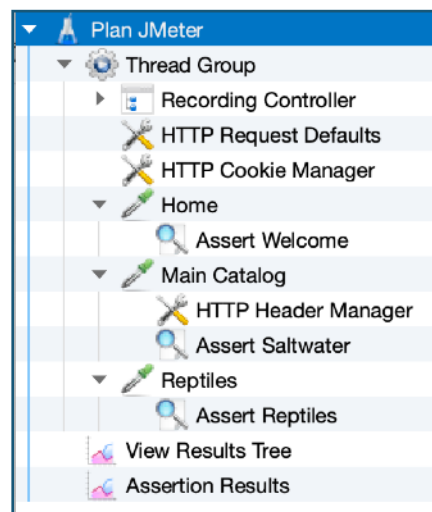 Plan JMeter
Thread Group
Recording Controller
HTTP Request Defaults
HTTP Cookie Manager
Home
Assert Welcome
Main Catalog
HTTP Header Manager
Assert Saltwater
Reptiles
Assert Reptiles
View Results Tree
Assertion Results